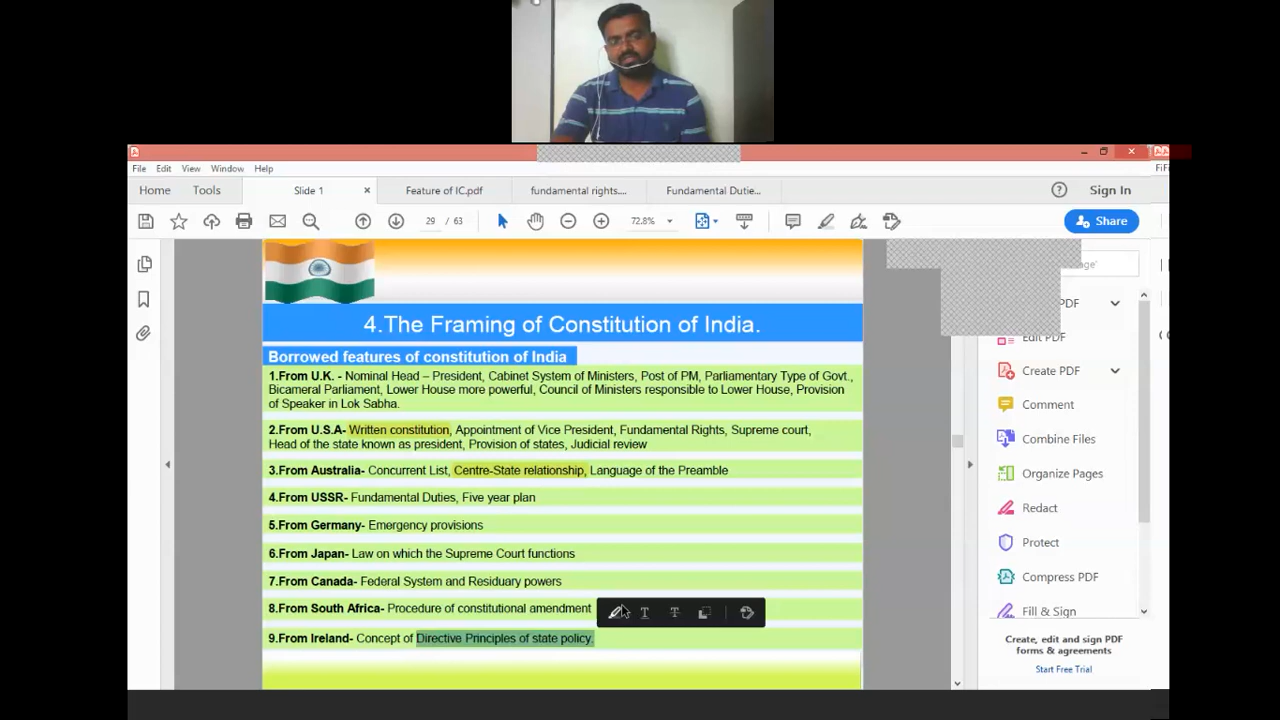 File Edit View Window Help
FiF
Home Tools Slide 1 × Feature of IC.pdf fundamental rights.... Fundamental Dutie... ? Sign In
29 / 63 72.8% Share
4.The Framing of Constitution of India.
Borrowed features of constitution of India
1.From U.K. - Nominal Head – President, Cabinet System of Ministers, Post of PM, Parliamentary Type of Govt.,
Bicameral Parliament, Lower House more powerful, Council of Ministers responsible to Lower House, Provision
of Speaker in Lok Sabha.
2.From U.S.A- Written constitution, Appointment of Vice President, Fundamental Rights, Supreme court,
Head of the state known as president, Provision of states, Judicial review
3.From Australia- Concurrent List, Centre-State relationship, Language of the Preamble
4.From USSR- Fundamental Duties, Five year plan
5.From Germany- Emergency provisions
6.From Japan- Law on which the Supreme Court functions
7.From Canada- Federal System and Residuary powers
8.From South Africa- Procedure of constitutional amendment
9.From Ireland- Concept of Directive Principles of state policy.
PDF
Edit PDF
Create PDF
Comment
Combine Files
Organize Pages
Redact
Protect
Compress PDF
Fill & Sign
Create, edit and sign PDF
forms & agreements
Start Free Trial